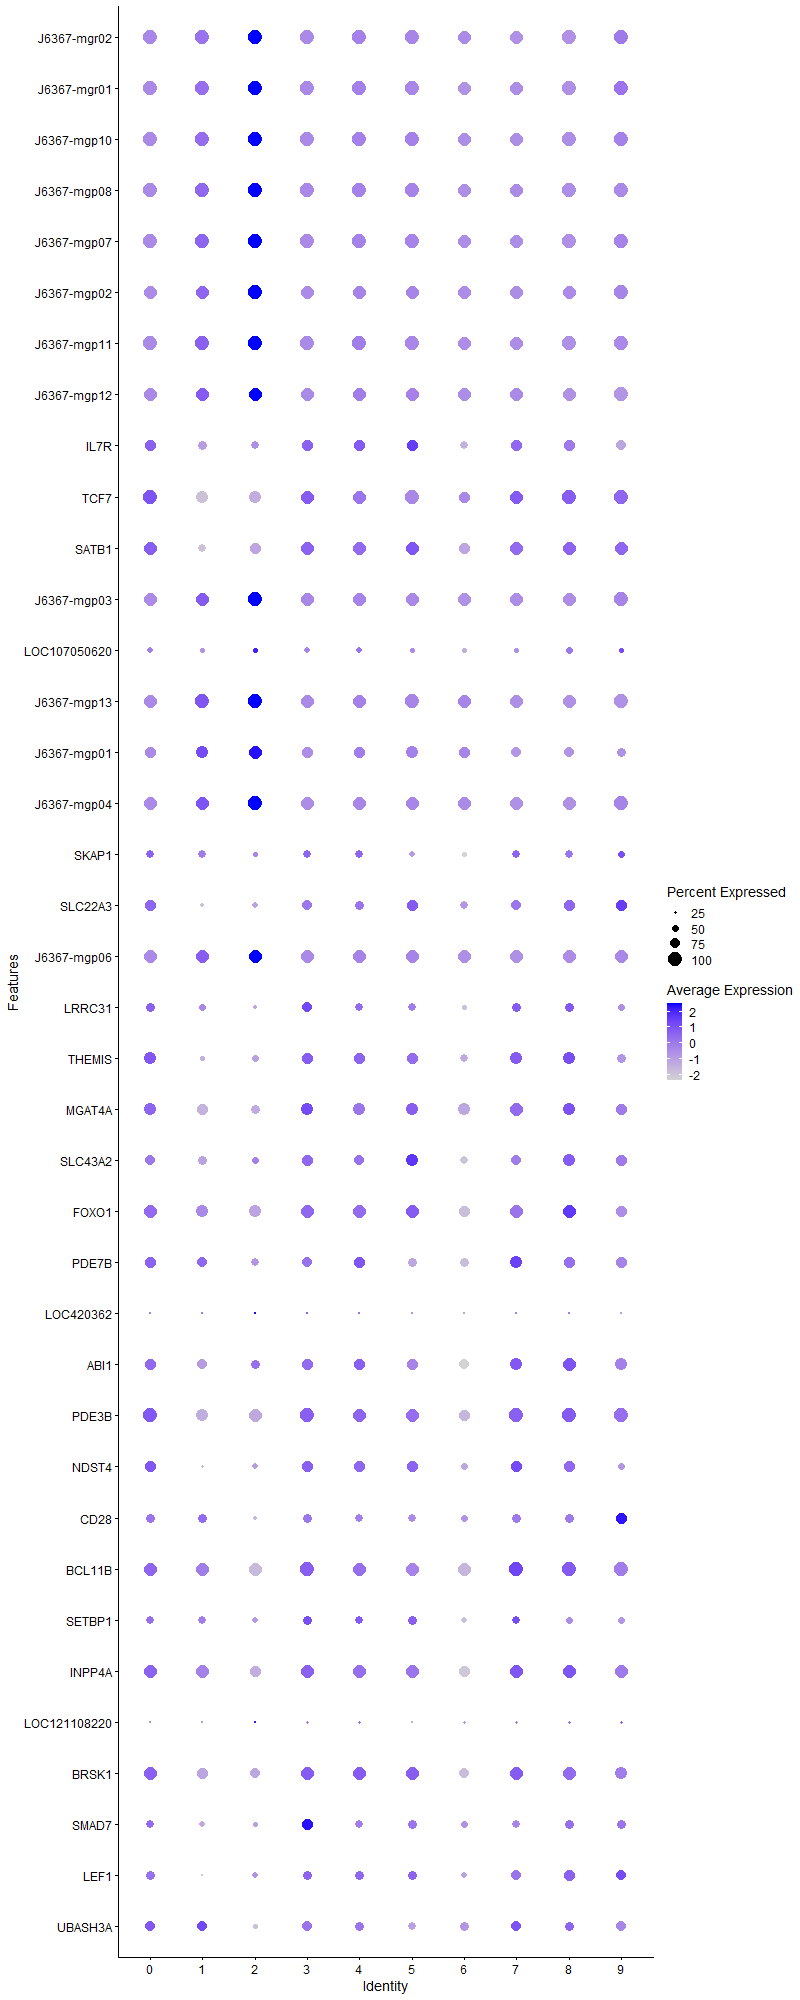 J6367-mgr02
J6367-mgr01
J6367-mgp10
J6367-mgp08
J6367-mgp07
J6367-mgp02
J6367-mgp11
J6367-mgp12
IL7R
TCF7
SATB1
J6367-mgp03
LOC107050620
J6367-mgp13
J6367-mgp01
J6367-mgp04
SKAP1
SLC22A3
J6367-mgp06
LRRC31
THEMIS
MGAT4A
SLC43A2
FOXO1
PDE7B
LOC420362
ABI1
PDE3B
NDST4
CD28
BCL11B
SETBP1
INPP4A
LOC121108220
BRSK1
SMAD7
LEF1
UBASH3A
Features
0 1 2 3 4 5 6 7 8 9
Identity
Percent Expressed
25
50
75
100
Average Expression
2
1
0
-1
-2